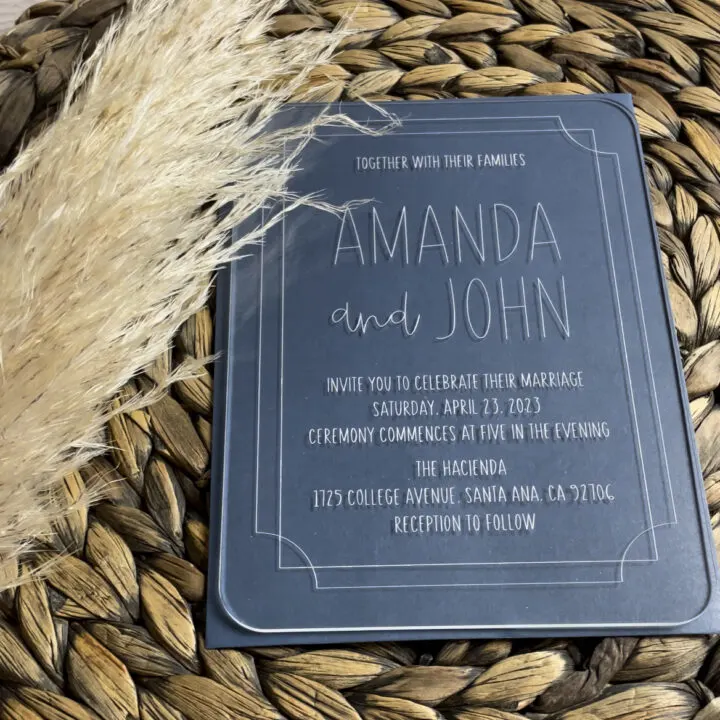 TOGETHER WITH THEIR FAMILIES
AMANDA
and JOHN
INVITE YOU TO CELEBRATE THEIR MARRIAGE
SATURDAY, APRIL 23, 2023
CEREMONY COMMENCES AT FIVE IN THE EVENING
THE HACIENDA
1725 COLLEGE AVENUE, SANTA ANA, CA 92706
RECEPTION TO FOLLOW